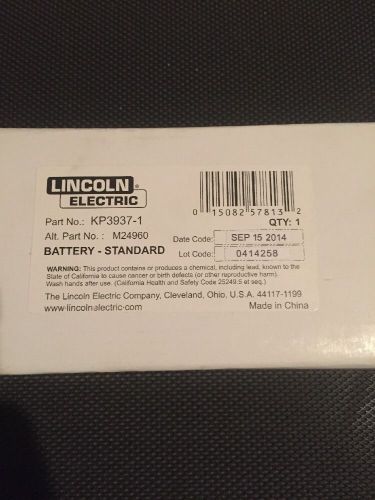 LINCOLN
ELECTRIC
0 15082 57813 2
Part No.: KP3937-1
QTY: 1
Alt. Part No. : M24960
Date Code: SEP 15 2014
BATTERY - STANDARD
Lot Code: 0414258
WARNING: This product contains or produces a chemical, including lead, known to the
State of California to cause cancer or birth defects (or other reproductive harm).
Wash hands after use. (California Health and Safety Code 25249.5 et seq.)
The Lincoln Electric Company, Cleveland, Ohio, U.S.A. 44117-1199
www.lincolnelectric.com
Made in China